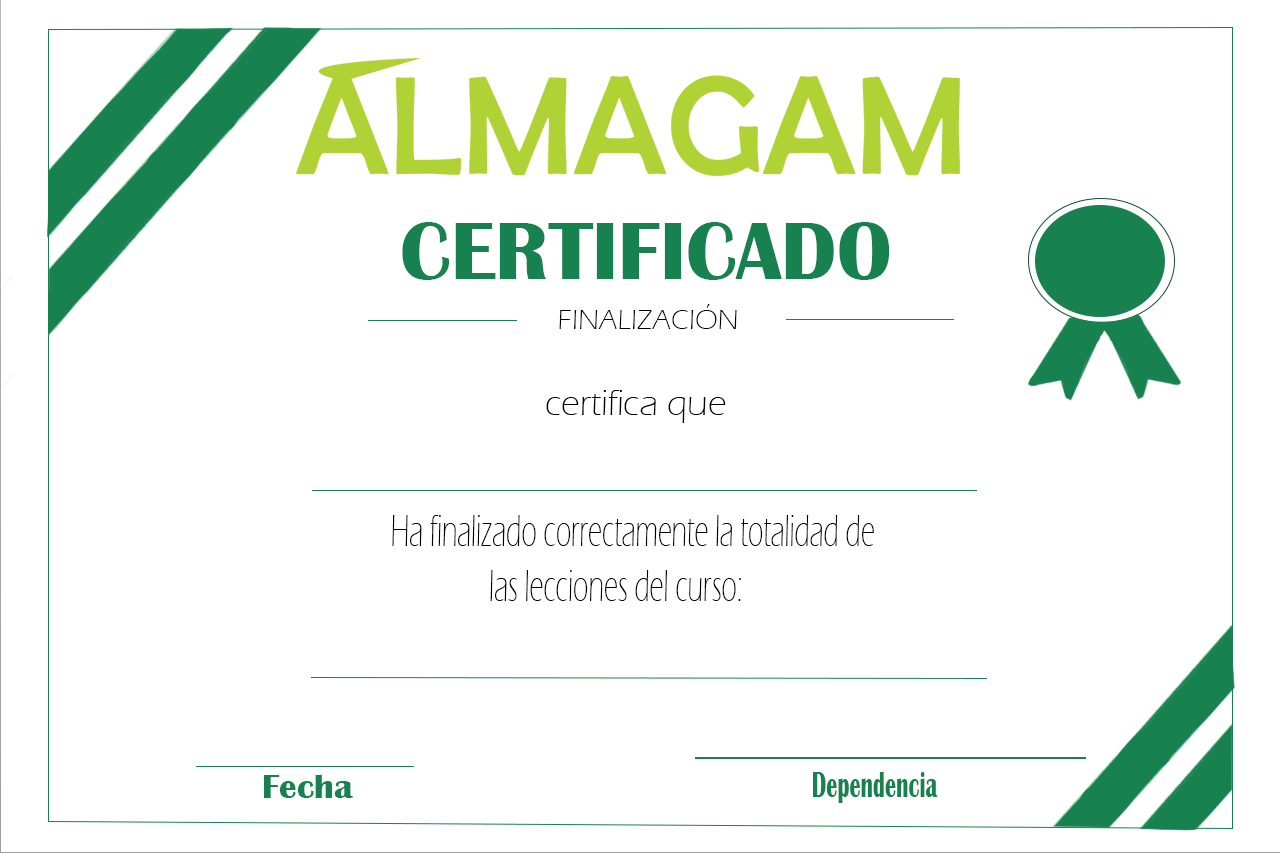 ALMAGAM
CERTIFICADO
FINALIZACIÓN
certifica que
Ha finalizado correctamente la totalidad de
las lecciones del curso:
Fecha
Dependencia